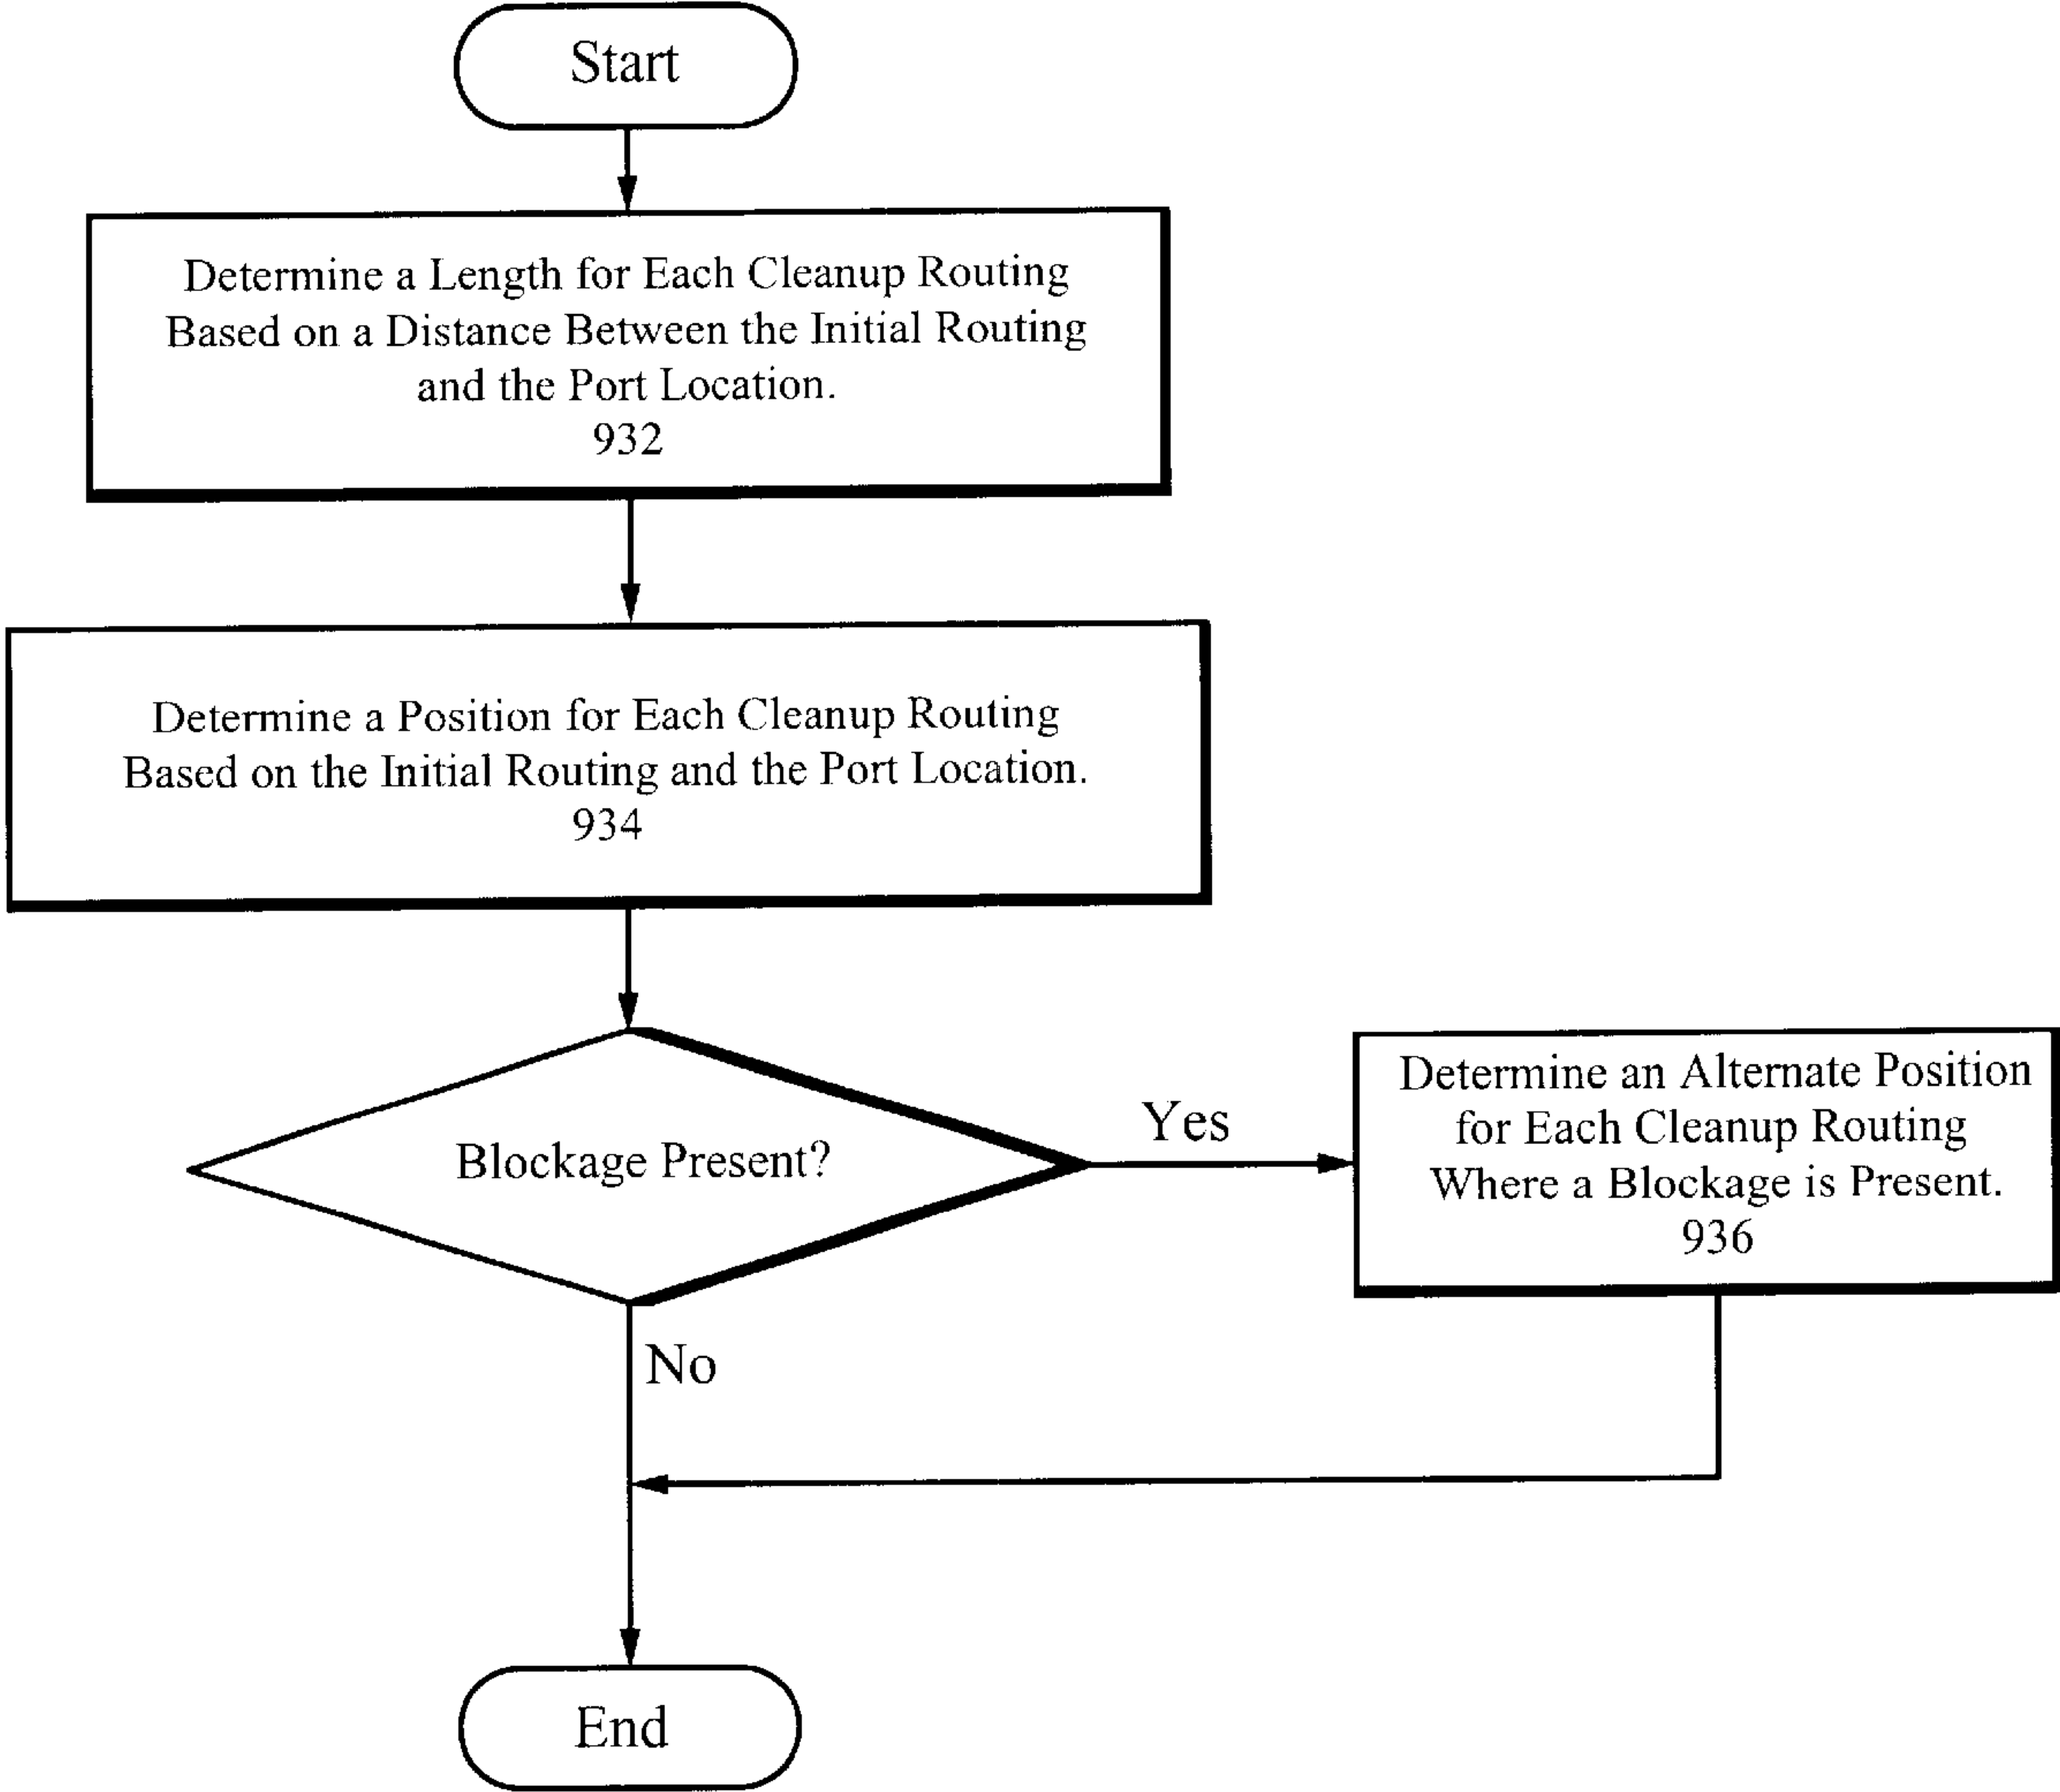 Start
Determine a Length for Each Cleanup Routing
Based on a Distance Between the Initial Routing
and the Port Location.
932
Determine a Position for Each Cleanup Routing
Based on the Initial Routing and the Port Location.
934
Blockage Present?
Yes
Determine an Alternate Position
for Each Cleanup Routing
Where a Blockage is Present.
936
No
End